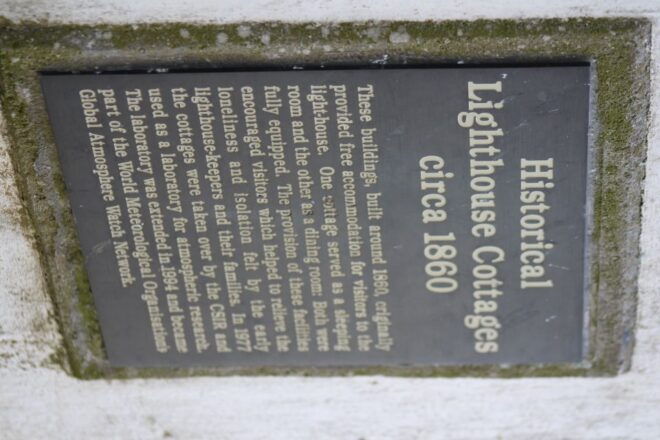 Historical
Lighthouse Cottages
circa 1860
These buildings, built around 1860, originally
provided free accommodation for visitors to the
light-house. One cottage served as a sleeping
room and the other as a dining room. Both were
fully equipped. The provision of these facilities
encouraged visitors which helped to relieve the
loneliness and isolation felt by the early
lighthouse-keepers and their families. In 1977
the cottages were taken over by the CSIR and
used as a laboratory for atmospheric research.
The laboratory was extended in 1994 and became
part of the World Meteorological Organisation's
Global Atmosphere Watch Network.